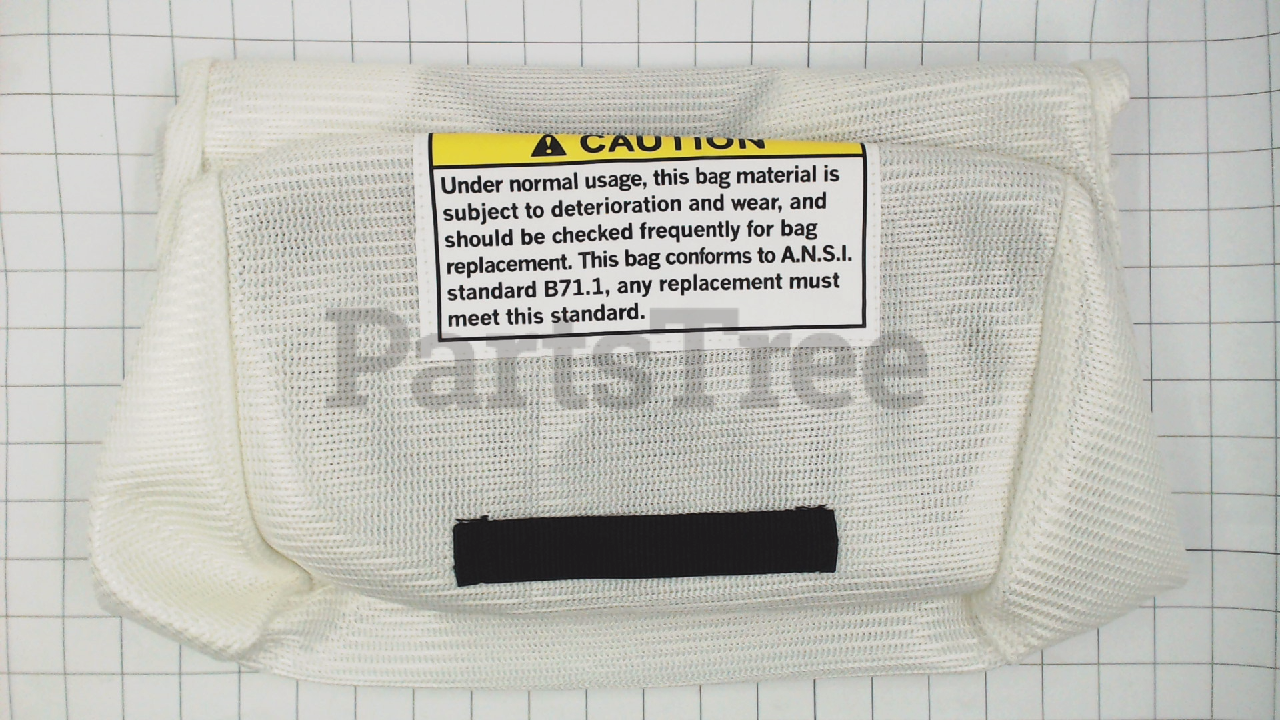 CAUTION
Under normal usage, this bag material is
subject to deterioration and wear, and
should be checked frequently for bag
replacement. This bag conforms to A.N.S.I.
standard B71.1, any replacement must
meet this standard.
PartsTree